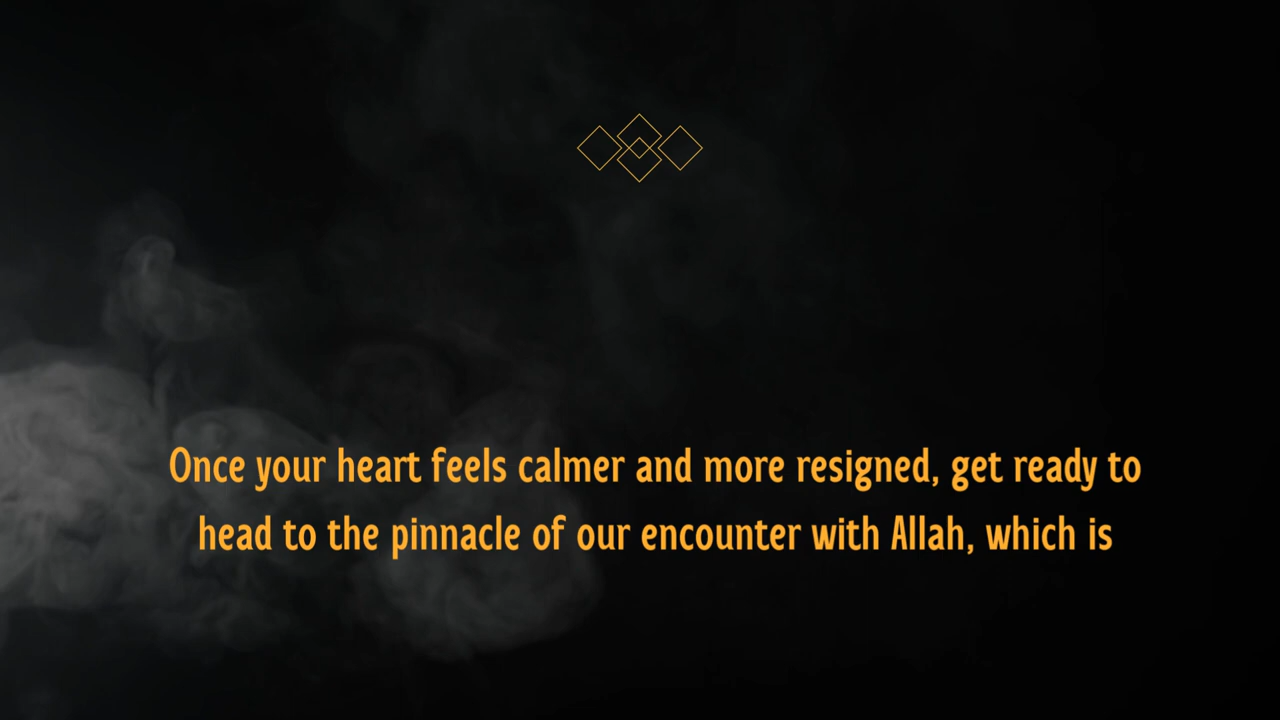 Once your heart feels calmer and more resigned, get ready to
head to the pinnacle of our encounter with Allah, which is